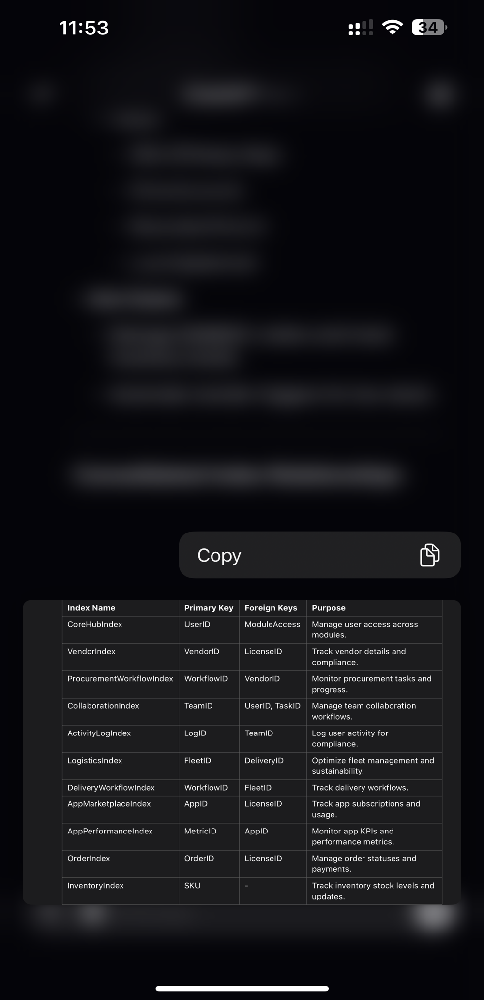 11:53
34
Copy
Index Name Primary Key Foreign Keys Purpose
CoreHubIndex UserID ModuleAccess Manage user access across
modules.
VendorIndex VendorID LicenseID Track vendor details and
compliance.
ProcurementWorkflowIndex WorkflowID VendorID Monitor procurement tasks and
progress.
CollaborationIndex TeamID UserID, TaskID Manage team collaboration
workflows.
ActivityLogIndex LogID TeamID Log user activity for
compliance.
LogisticsIndex FleetID DeliveryID Optimize fleet management and
sustainability.
DeliveryWorkflowIndex WorkflowID FleetID Track delivery workflows.
AppMarketplaceIndex AppID LicenseID Track app subscriptions and
usage.
AppPerformanceIndex MetricID AppID Monitor app KPIs and
performance metrics.
OrderIndex OrderID LicenseID Manage order statuses and
payments.
InventoryIndex SKU - Track inventory stock levels and
updates.